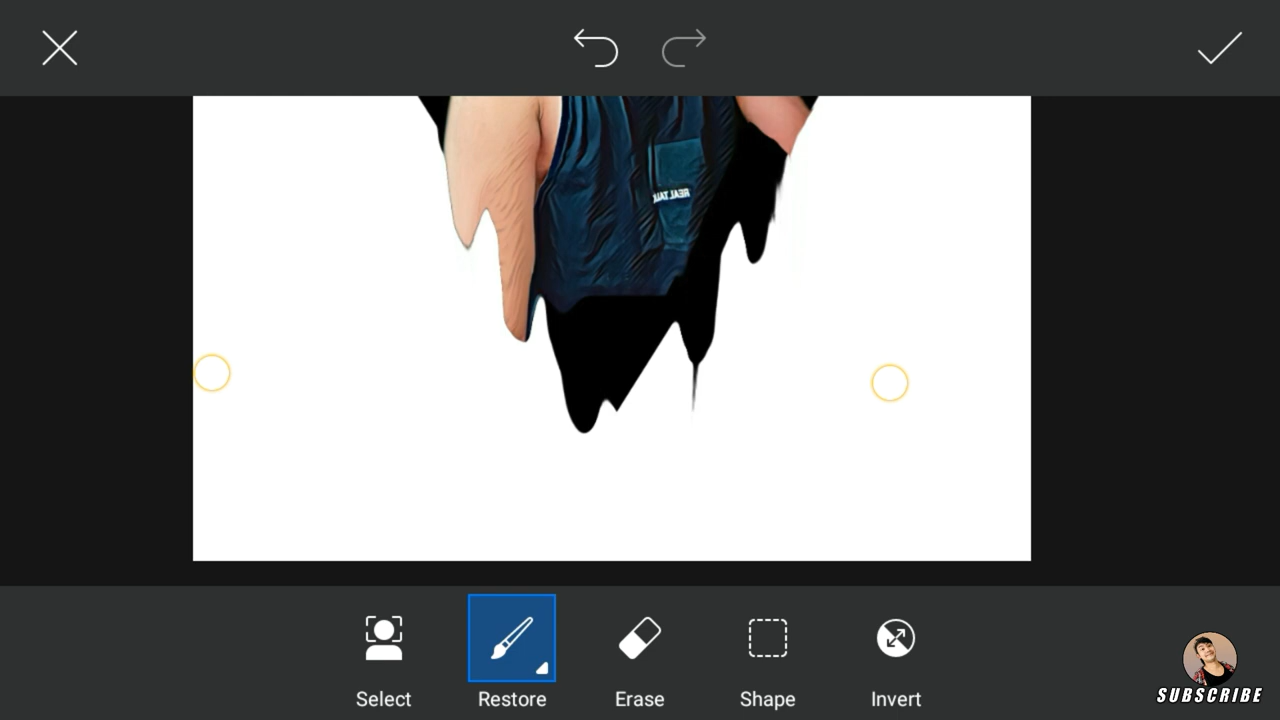 REAL TALK
Select
Restore
Erase
Shape
Invert
SUBSCRIBE